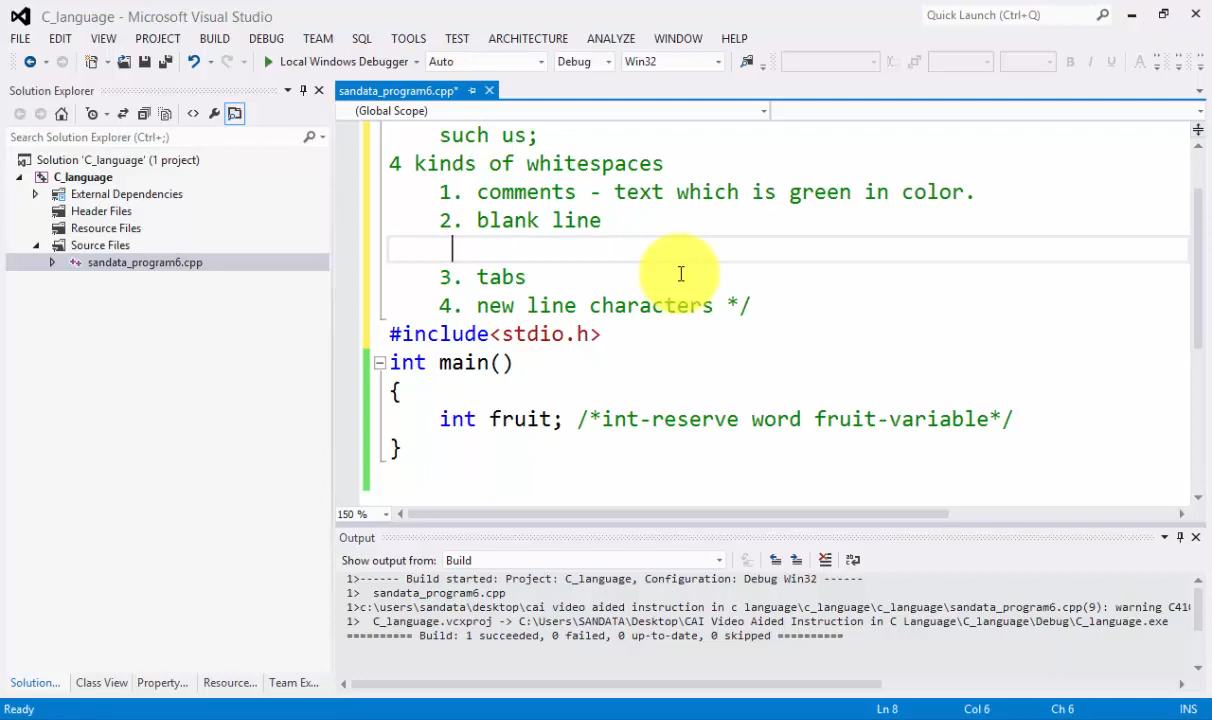 C_language - Microsoft Visual Studio
Quick Launch (Ctrl+Q)
FILE EDIT VIEW PROJECT BUILD DEBUG TEAM SQL TOOLS TEST ARCHITECTURE ANALYZE WINDOW HELP
Local Windows Debugger Auto Debug Win32
Solution Explorer
sandata_program6.cpp*
(Global Scope)
Search Solution Explorer (Ctrl+;)
Solution 'C_language' (1 project)
C_language
External Dependencies
Header Files
Resource Files
Source Files
sandata_program6.cpp
such us;
4 kinds of whitespaces
1. comments - text which is green in color.
2. blank line
3. tabs
4. new line characters */
#include<stdio.h>
int main()
{
int fruit; /*int-reserve word fruit-variable*/
}
150 %
Output
Show output from: Build
1>------ Build started: Project: C_language, Configuration: Debug Win32 ------
1> sandata_program6.cpp
1>c:\users\sandata\desktop\cai video aided instruction in c language\c_language\c_language\sandata_program6.cpp(9): warning C410
1> C_language.vcxproj -> C:\Users\SANDATA\Desktop\CAI Video Aided Instruction in C Language\C_language\Debug\C_language.exe
========== Build: 1 succeeded, 0 failed, 0 up-to-date, 0 skipped ==========
Solution... Class View Property... Resource... Team Ex...
Ready Ln 8 Col 6 Ch 6 INS